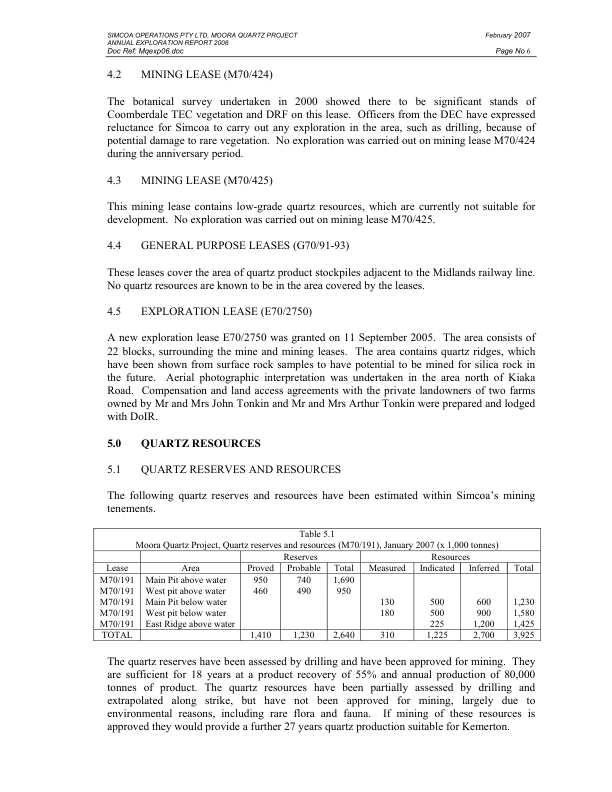 SIMCOA OPERATIONS PTY LTD, MOORA QUARTZ PROJECT February 2007
ANNUAL EXPLORATION REPORT 2006
Doc Ref: Mqexp06.doc Page No 6
4.2 MINING LEASE (M70/424)
The botanical survey undertaken in 2000 showed there to be significant stands of
Coomberdale TEC vegetation and DRF on this lease. Officers from the DEC have expressed
reluctance for Simcoa to carry out any exploration in the area, such as drilling, because of
potential damage to rare vegetation. No exploration was carried out on mining lease M70/424
during the anniversary period.
4.3 MINING LEASE (M70/425)
This mining lease contains low-grade quartz resources, which are currently not suitable for
development. No exploration was carried out on mining lease M70/425.
4.4 GENERAL PURPOSE LEASES (G70/91-93)
These leases cover the area of quartz product stockpiles adjacent to the Midlands railway line.
No quartz resources are known to be in the area covered by the leases.
4.5 EXPLORATION LEASE (E70/2750)
A new exploration lease E70/2750 was granted on 11 September 2005. The area consists of
22 blocks, surrounding the mine and mining leases. The area contains quartz ridges, which
have been shown from surface rock samples to have potential to be mined for silica rock in
the future. Aerial photographic interpretation was undertaken in the area north of Kiaka
Road. Compensation and land access agreements with the private landowners of two farms
owned by Mr and Mrs John Tonkin and Mr and Mrs Arthur Tonkin were prepared and lodged
with DoIR.
5.0 QUARTZ RESOURCES
5.1 QUARTZ RESERVES AND RESOURCES
The following quartz reserves and resources have been estimated within Simcoa's mining
tenements.
Table 5.1
Moora Quartz Project, Quartz reserves and resources (M70/191), January 2007 (x 1,000 tonnes)
Reserves Resources
Lease Area Proved Probable Total Measured Indicated Inferred Total
M70/191 Main Pit above water 950 740 1,690
M70/191 West pit above water 460 490 950
M70/191 Main Pit below water 130 500 600 1,230
M70/191 West pit below water 180 500 900 1,580
M70/191 East Ridge above water 225 1,200 1,425
TOTAL 1,410 1,230 2,640 310 1,225 2,700 3,925
The quartz reserves have been assessed by drilling and have been approved for mining. They
are sufficient for 18 years at a product recovery of 55% and annual production of 80,000
tonnes of product. The quartz resources have been partially assessed by drilling and
extrapolated along strike, but have not been approved for mining, largely due to
environmental reasons, including rare flora and fauna. If mining of these resources is
approved they would provide a further 27 years quartz production suitable for Kemerton.